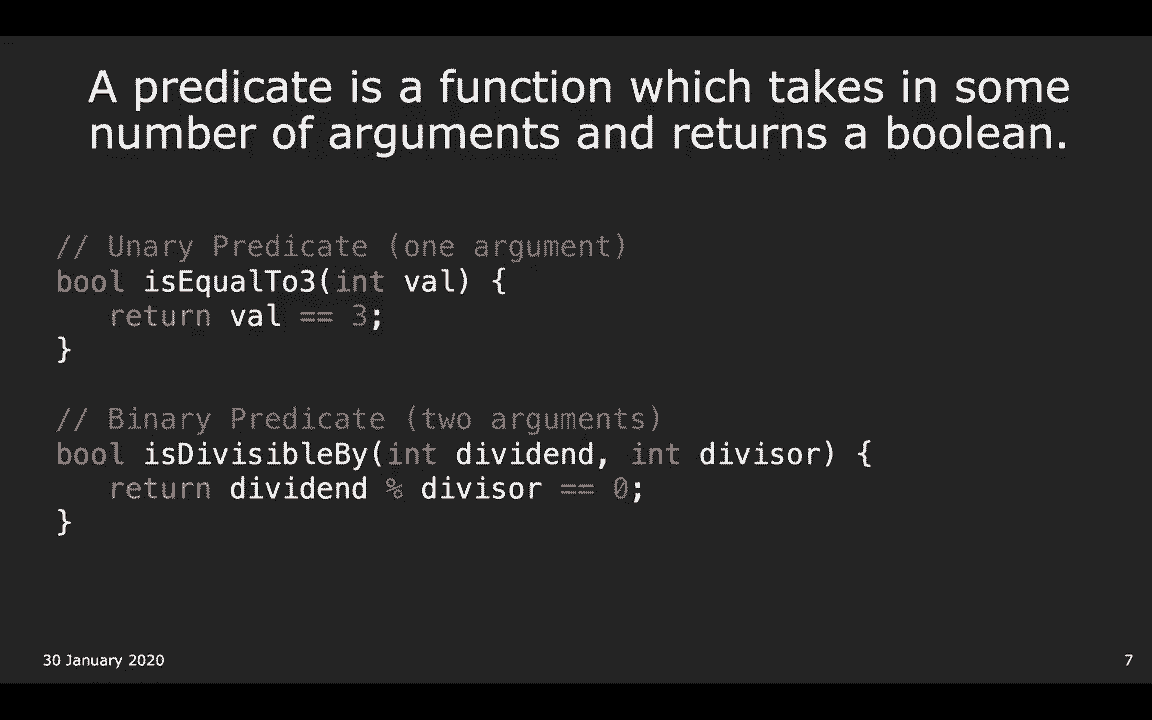 A predicate is a function which takes in some
number of arguments and returns a boolean.
// Unary Predicate (one argument)
bool isEqualTo3(int val) {
   return val == 3;
}
// Binary Predicate (two arguments)
bool isDivisibleBy(int dividend, int divisor) {
   return dividend % divisor == 0;
}
30 January 2020
7